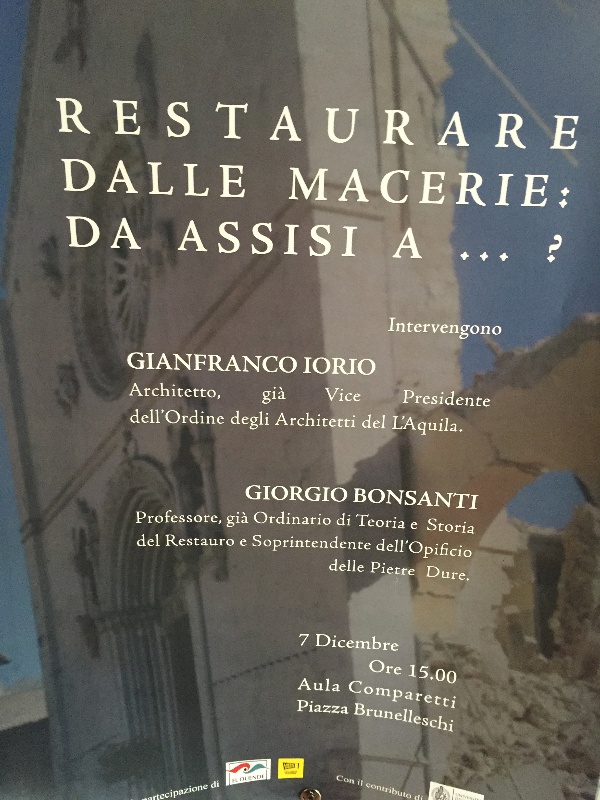 RESTAURARE
DALLE MACERIE:
DA ASSISI A ... ?
Intervengono
GIANFRANCO IORIO
Architetto, già Vice Presidente
dell'Ordine degli Architetti del L'Aquila.
GIORGIO BONSANTI
Professore, già Ordinario di Teoria e Storia
del Restauro e Soprintendente dell'Opificio
delle Pietre Dure.
7 Dicembre
Ore 15.00
Aula Comparetti
Piazza Brunelleschi
partecipazione di
Con il contributo di